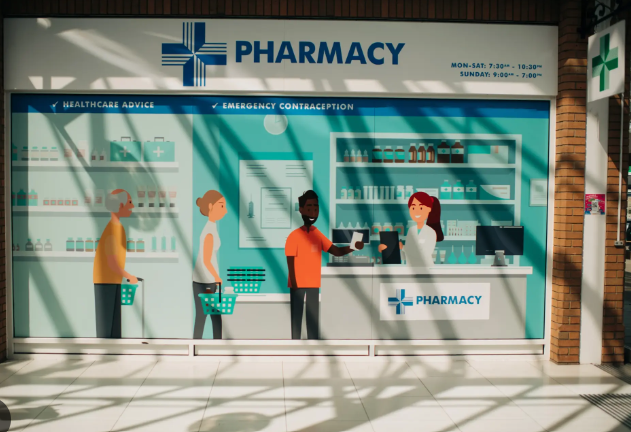 PHARMACY
MON-SAT: 7:30ᵃᵐ - 10:30ᵖᵐ
SUNDAY: 9:00ᵃᵐ - 7:00ᵖᵐ
✓ HEALTHCARE ADVICE
✓ EMERGENCY CONTRACEPTION
PHARMACY